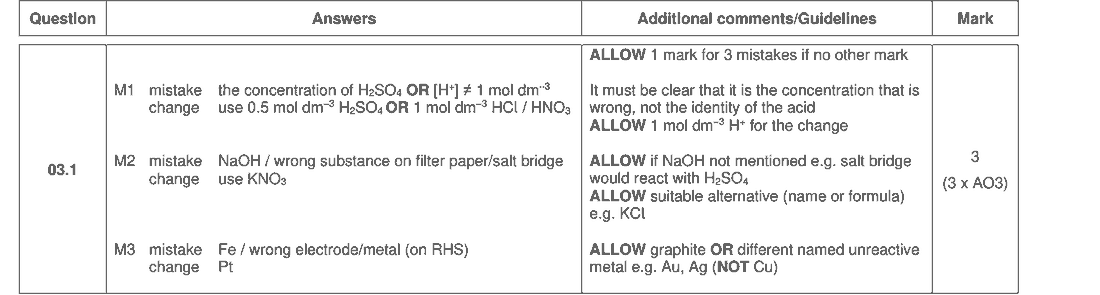 Question Answers Additional comments/Guidelines Mark
ALLOW 1 mark for 3 mistakes if no other mark
M1 mistake the concentration of H₂SO₄ OR [H⁺] ≠ 1 mol dm⁻³ It must be clear that it is the concentration that is
change use 0.5 mol dm⁻³ H₂SO₄ OR 1 mol dm⁻³ HCl / HNO₃ wrong, not the identity of the acid
ALLOW 1 mol dm⁻³ H⁺ for the change
03.1
M2 mistake NaOH / wrong substance on filter paper/salt bridge ALLOW if NaOH not mentioned e.g. salt bridge
change use KNO₃ would react with H₂SO₄
ALLOW suitable alternative (name or formula)
e.g. KCl
3
(3 x AO3)
M3 mistake Fe / wrong electrode/metal (on RHS) ALLOW graphite OR different named unreactive
change Pt metal e.g. Au, Ag (NOT Cu)